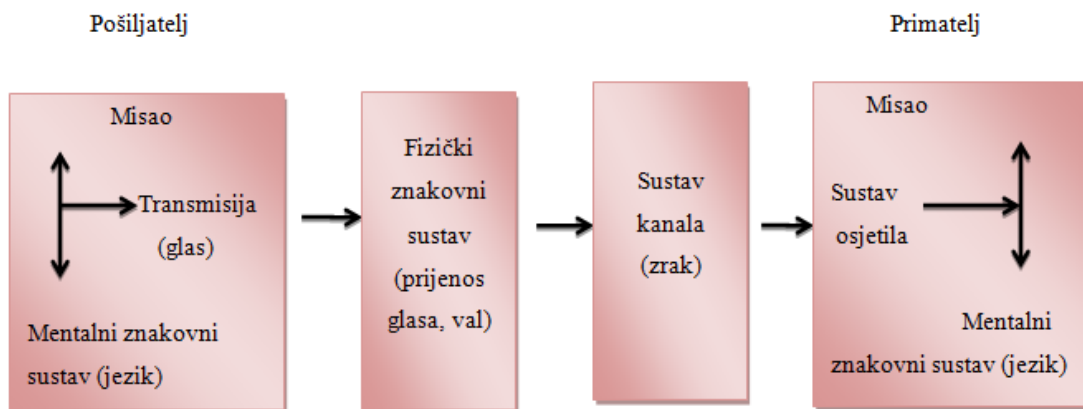 Pošiljatelj
Primatelj
Misao
Transmisija
(glas)
Mentalni znakovni
sustav (jezik)
Fizički
znakovni
sustav
(prijenos
glasa, val)
Sustav
kanala
(zrak)
Misao
Sustav
osjetila
Mentalni
znakovni sustav (jezik)